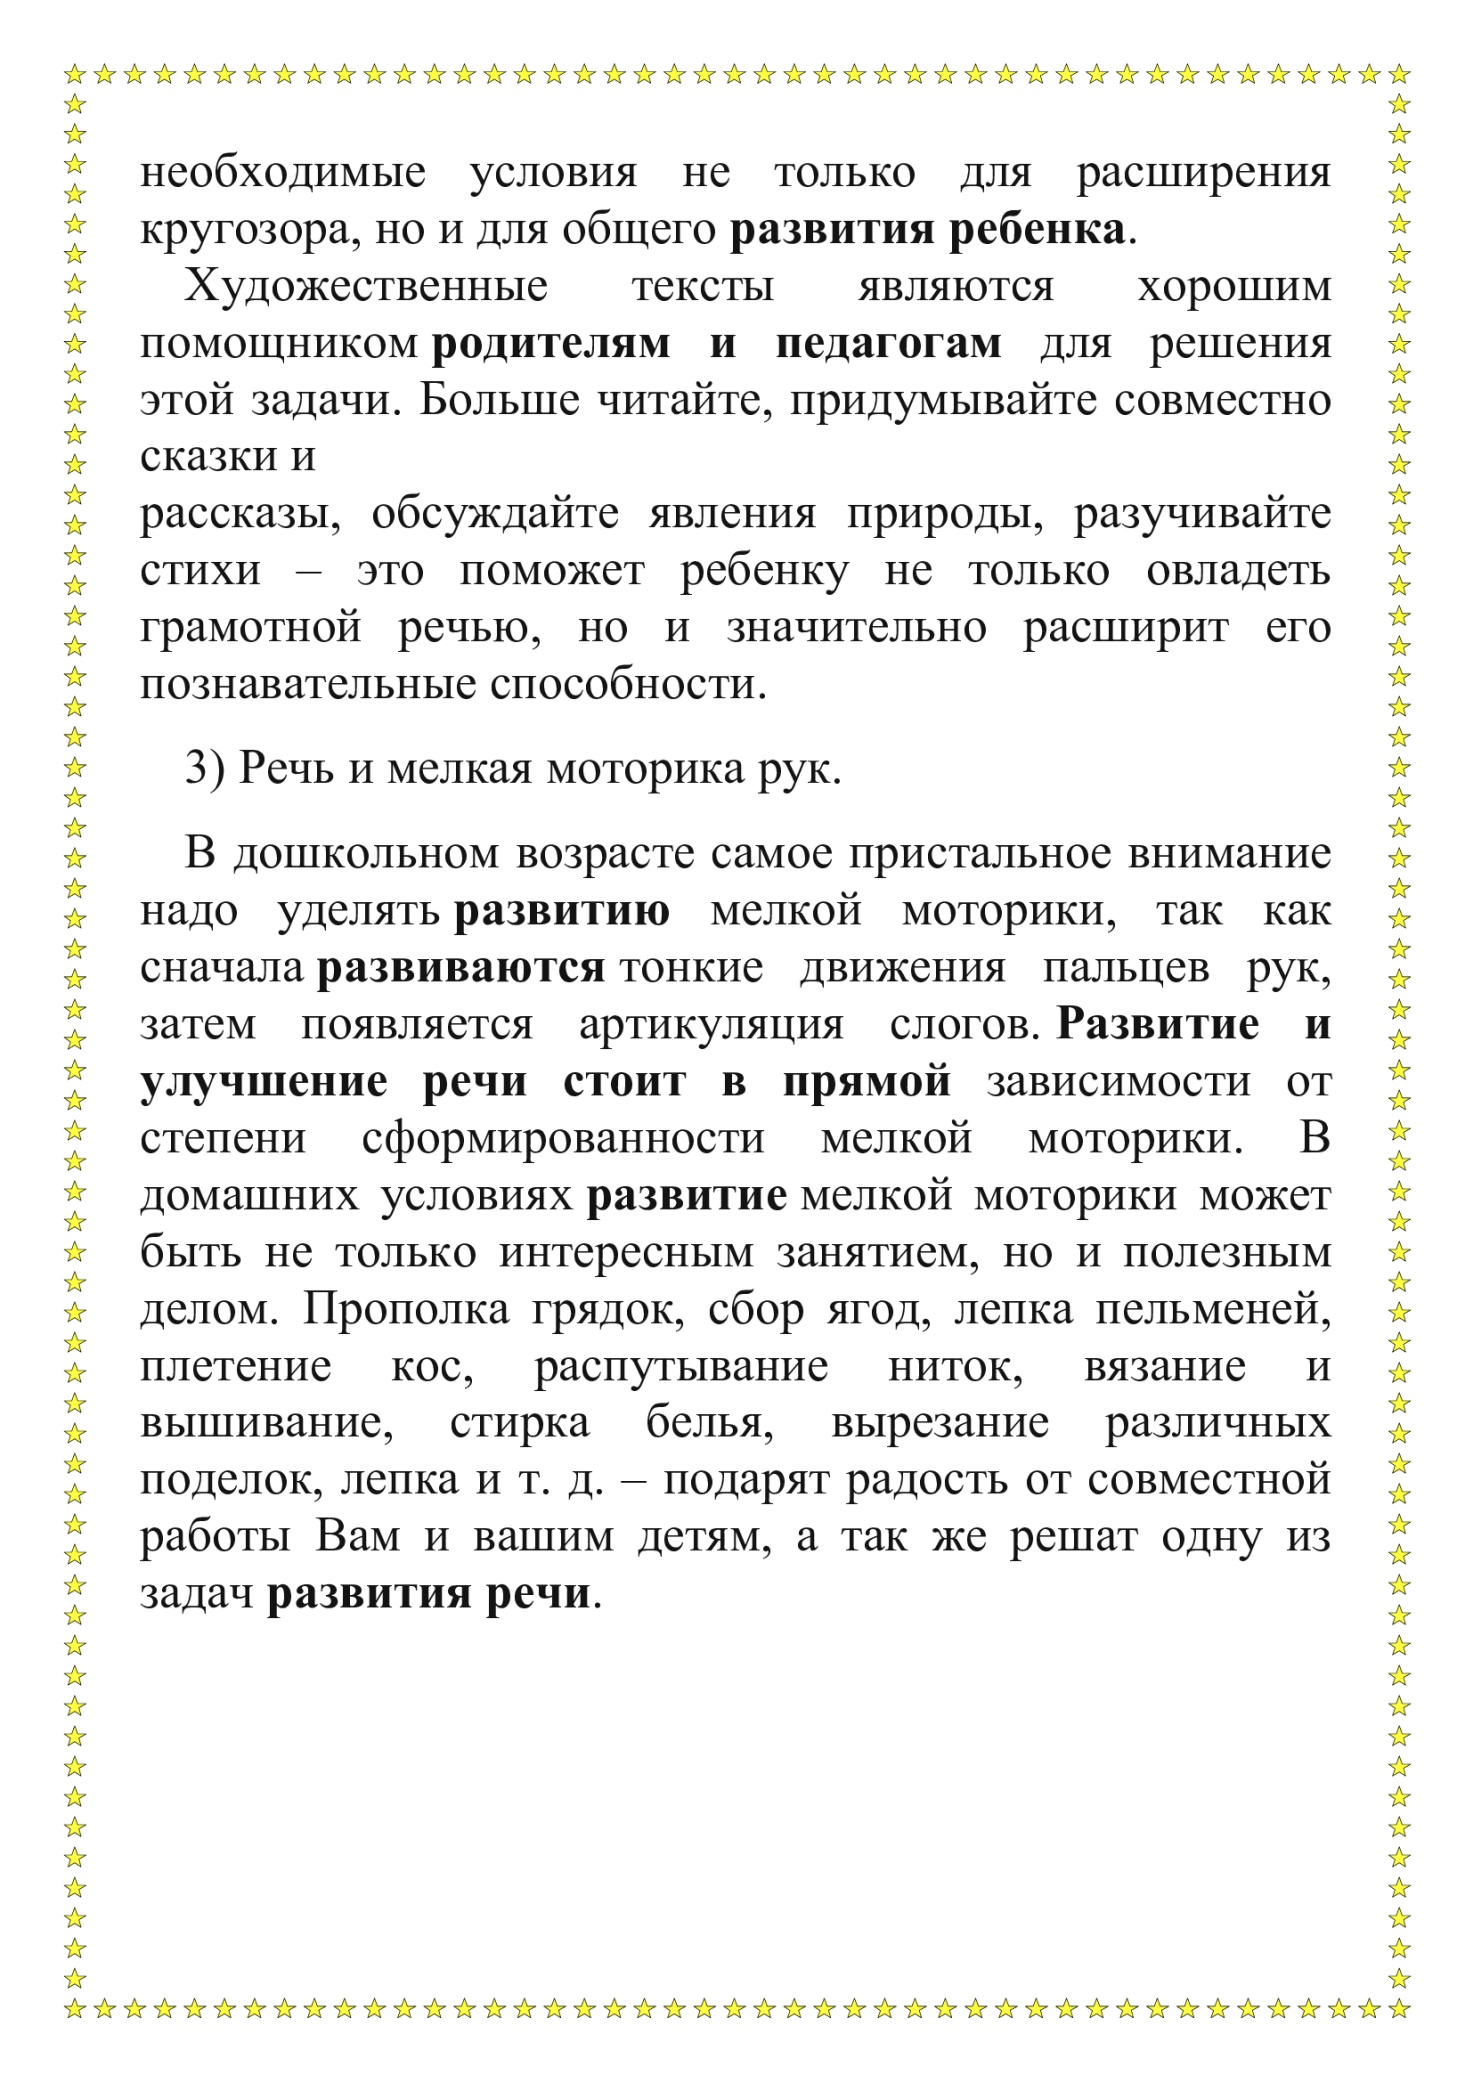 необходимые условия не только для расширения
кругозора, но и для общего развития ребенка.
Художественные тексты являются хорошим
помощником родителям и педагогам для решения
этой задачи. Больше читайте, придумывайте совместно
сказки и
рассказы, обсуждайте явления природы, разучивайте
стихи – это поможет ребенку не только овладеть
грамотной речью, но и значительно расширит его
познавательные способности.
3) Речь и мелкая моторика рук.
В дошкольном возрасте самое пристальное внимание
надо уделять развитию мелкой моторики, так как
сначала развиваются тонкие движения пальцев рук,
затем появляется артикуляция слогов. Развитие и
улучшение речи стоит в прямой зависимости от
степени сформированности мелкой моторики. В
домашних условиях развитие мелкой моторики может
быть не только интересным занятием, но и полезным
делом. Прополка грядок, сбор ягод, лепка пельменей,
плетение кос, распутывание ниток, вязание и
вышивание, стирка белья, вырезание различных
поделок, лепка и т. д. – подарят радость от совместной
работы Вам и вашим детям, а так же решат одну из
задач развития речи.